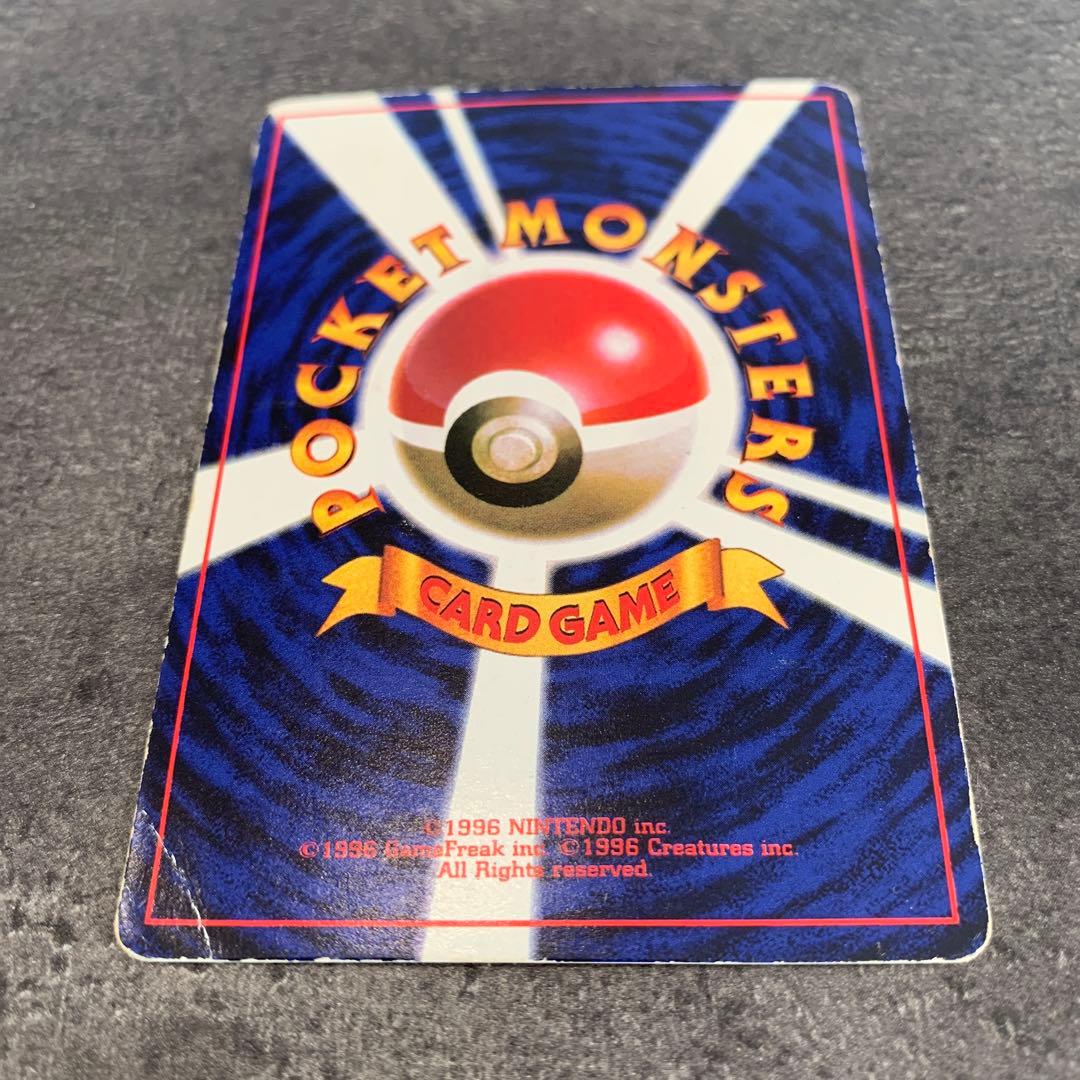 POCKET MONSTERS
CARD GAME
©1996 NINTENDO inc.
©1996 GameFreak inc. ©1996 Creatures inc.
All Rights reserved.